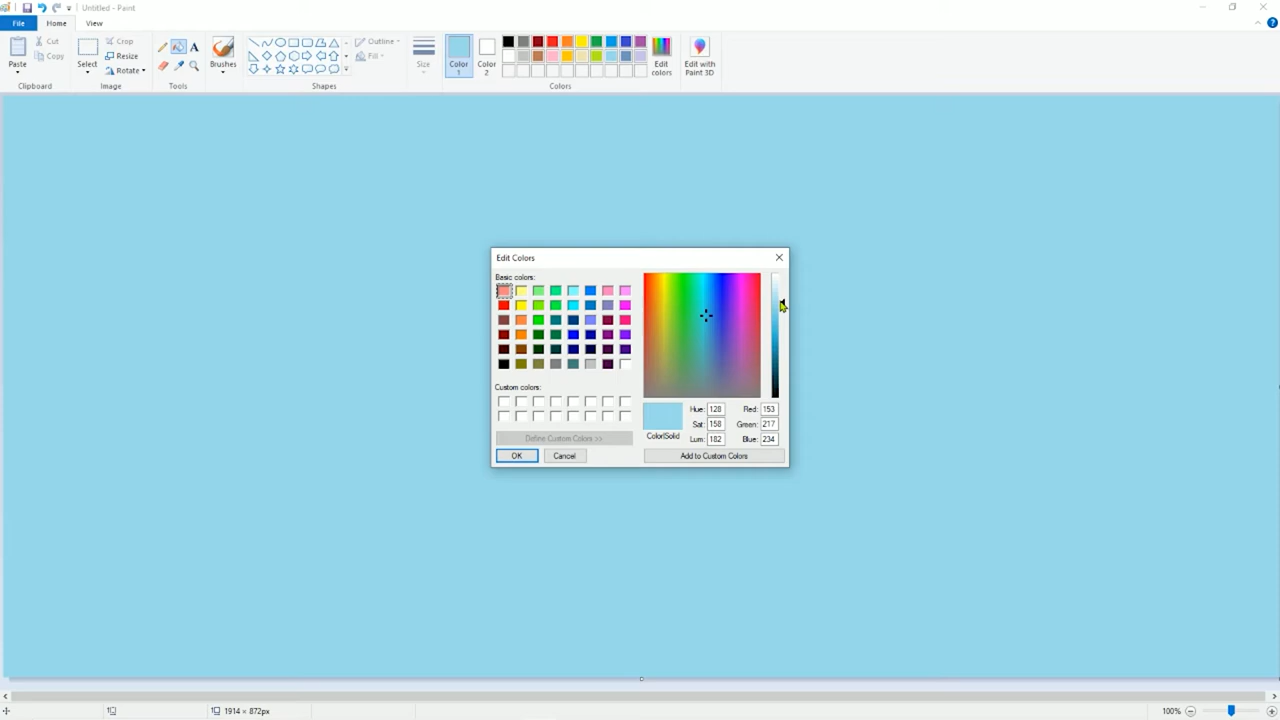 Untitled - Paint
File Home View
Paste
Cut
Copy
Clipboard
Select
Crop
Resize
Rotate
Image
A
Tools
Brushes
Outline
Fill
Shapes
Size
Color 1
Color 2
Edit colors
Colors
Edit with Paint 3D
Edit Colors
Basic colors:
Custom colors:
Define Custom Colors >>
OK Cancel
Color|Solid
Hue: 128 Red: 153
Sat: 158 Green: 217
Lum: 182 Blue: 234
Add to Custom Colors
1914 × 872px
100%